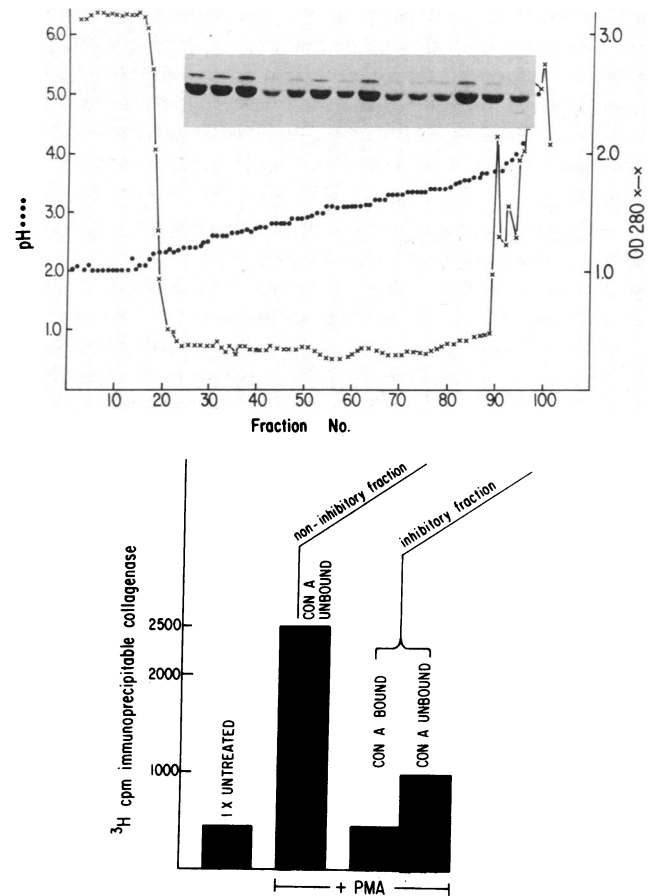 6.0
5.0
4.0
3.0
2.0
1.0
pH••••
3.0
2.0
1.0
OD 280 x—x
10 20 30 40 50 60 70 80 90 100
Fraction No.
non-inhibitory fraction
inhibitory fraction
³H cpm immunoprecipitable collagenase
2500
2000
1000
1 X UNTREATED
CON A
UNBOUND
CON A BOUND
CON A UNBOUND
+ PMA